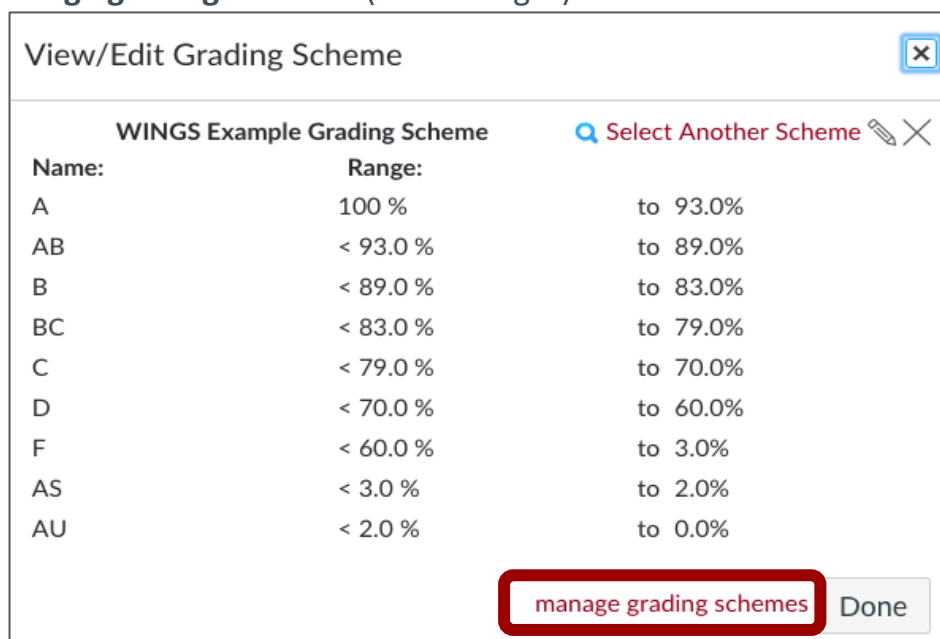 View/Edit Grading Scheme
WINGS Example Grading Scheme Select Another Scheme
Name: Range:
A 100 % to 93.0%
AB < 93.0 % to 89.0%
B < 89.0 % to 83.0%
BC < 83.0 % to 79.0%
C < 79.0 % to 70.0%
D < 70.0 % to 60.0%
F < 60.0 % to 3.0%
AS < 3.0 % to 2.0%
AU < 2.0 % to 0.0%
manage grading schemes Done